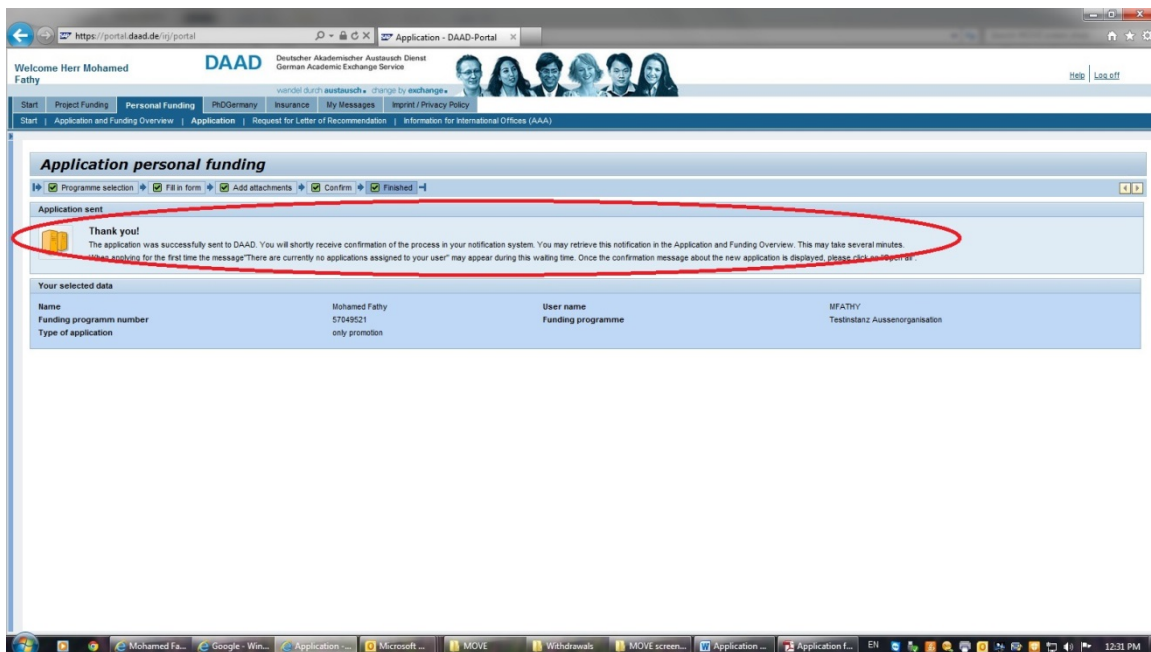 https://portal.daad.de/irj/portal
Application - DAAD-Portal
Welcome Herr Mohamed
Fathy
DAAD
Deutscher Akademischer Austausch Dienst
German Academic Exchange Service
wandel durch austausch • change by exchange •
Help Log off
Start Project Funding Personal Funding PhDGermany Insurance My Messages Imprint / Privacy Policy
Start | Application and Funding Overview | Application | Request for Letter of Recommendation | Information for International Offices (AAA)
Application personal funding
Programme selection Fill in form Add attachments Confirm Finished
Application sent
Thank you!
The application was successfully sent to DAAD. You will shortly receive confirmation of the process in your notification system. You may retrieve this notification in the Application and Funding Overview. This may take several minutes.
When applying for the first time the message"There are currently no applications assigned to your user" may appear during this waiting time. Once the confirmation message about the new application is displayed, please click on "Open all".
Your selected data
Name Mohamed Fathy User name MFATHY
Funding programm number 57049521 Funding programme Testinstanz Aussenorganisation
Type of application only promotion
Mohamed Fa... Google - Win... Application -... Microsoft ... MOVE Withdrawals MOVE screen... Application ... Application f... EN 12:31 PM